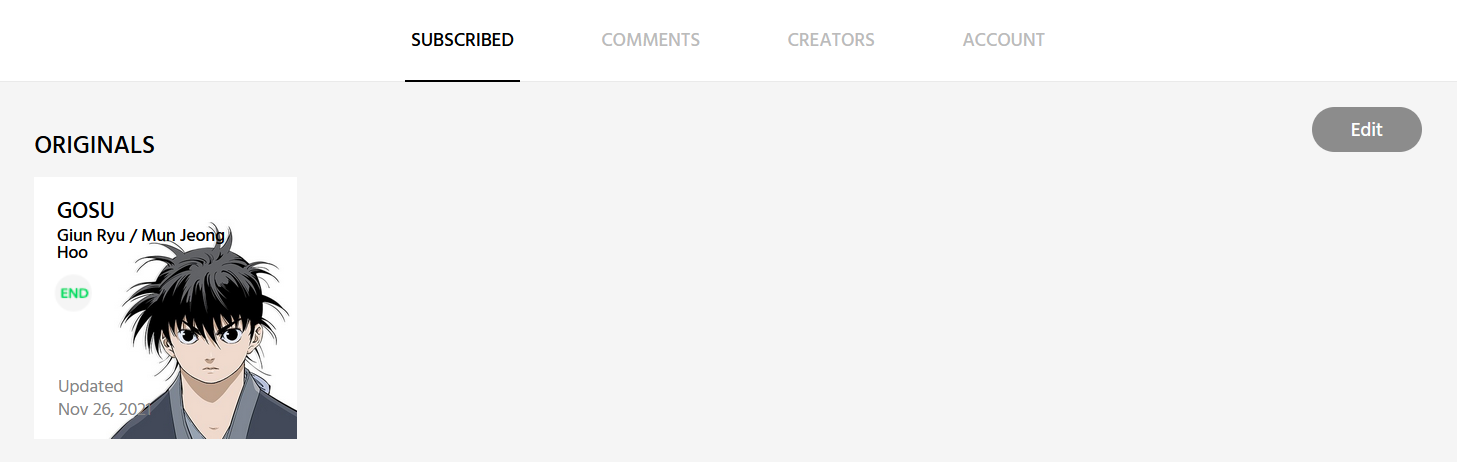 SUBSCRIBED COMMENTS CREATORS ACCOUNT
Edit
ORIGINALS
GOSU
Giun Ryu / Mun Jeong
Hoo
END
Updated
Nov 26, 2021